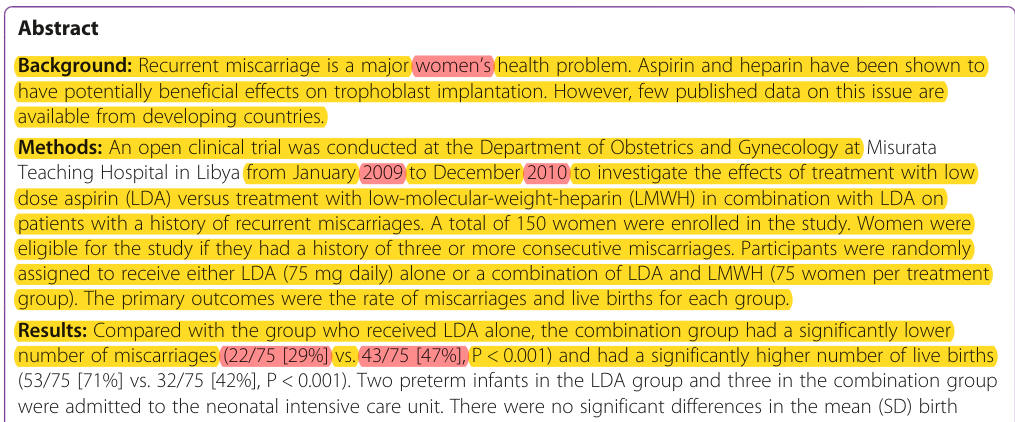 Abstract
Background: Recurrent miscarriage is a major women's health problem. Aspirin and heparin have been shown to
have potentially beneficial effects on trophoblast implantation. However, few published data on this issue are
available from developing countries.
Methods: An open clinical trial was conducted at the Department of Obstetrics and Gynecology at Misurata
Teaching Hospital in Libya from January 2009 to December 2010 to investigate the effects of treatment with low
dose aspirin (LDA) versus treatment with low-molecular-weight-heparin (LMWH) in combination with LDA on
patients with a history of recurrent miscarriages. A total of 150 women were enrolled in the study. Women were
eligible for the study if they had a history of three or more consecutive miscarriages. Participants were randomly
assigned to receive either LDA (75 mg daily) alone or a combination of LDA and LMWH (75 women per treatment
group). The primary outcomes were the rate of miscarriages and live births for each group.
Results: Compared with the group who received LDA alone, the combination group had a significantly lower
number of miscarriages (22/75 [29%] vs. 43/75 [47%], P < 0.001) and had a significantly higher number of live births
(53/75 [71%] vs. 32/75 [42%], P < 0.001). Two preterm infants in the LDA group and three in the combination group
were admitted to the neonatal intensive care unit. There were no significant differences in the mean (SD) birth